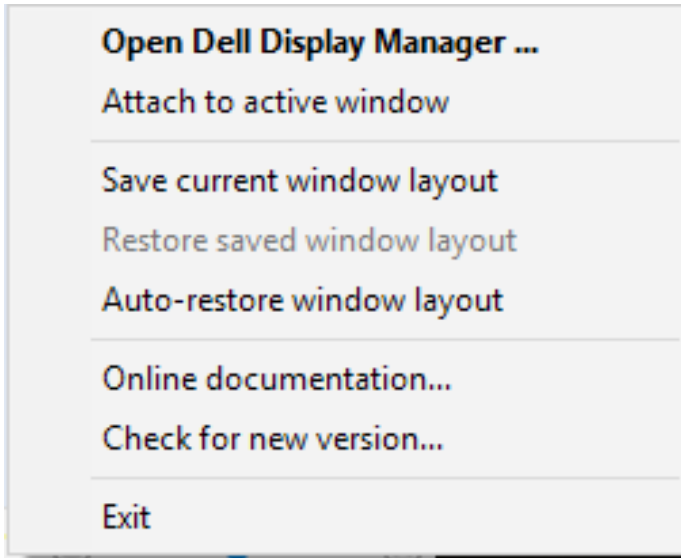 Open Dell Display Manager ...
Attach to active window
Save current window layout
Restore saved window layout
Auto-restore window layout
Online documentation...
Check for new version...
Exit